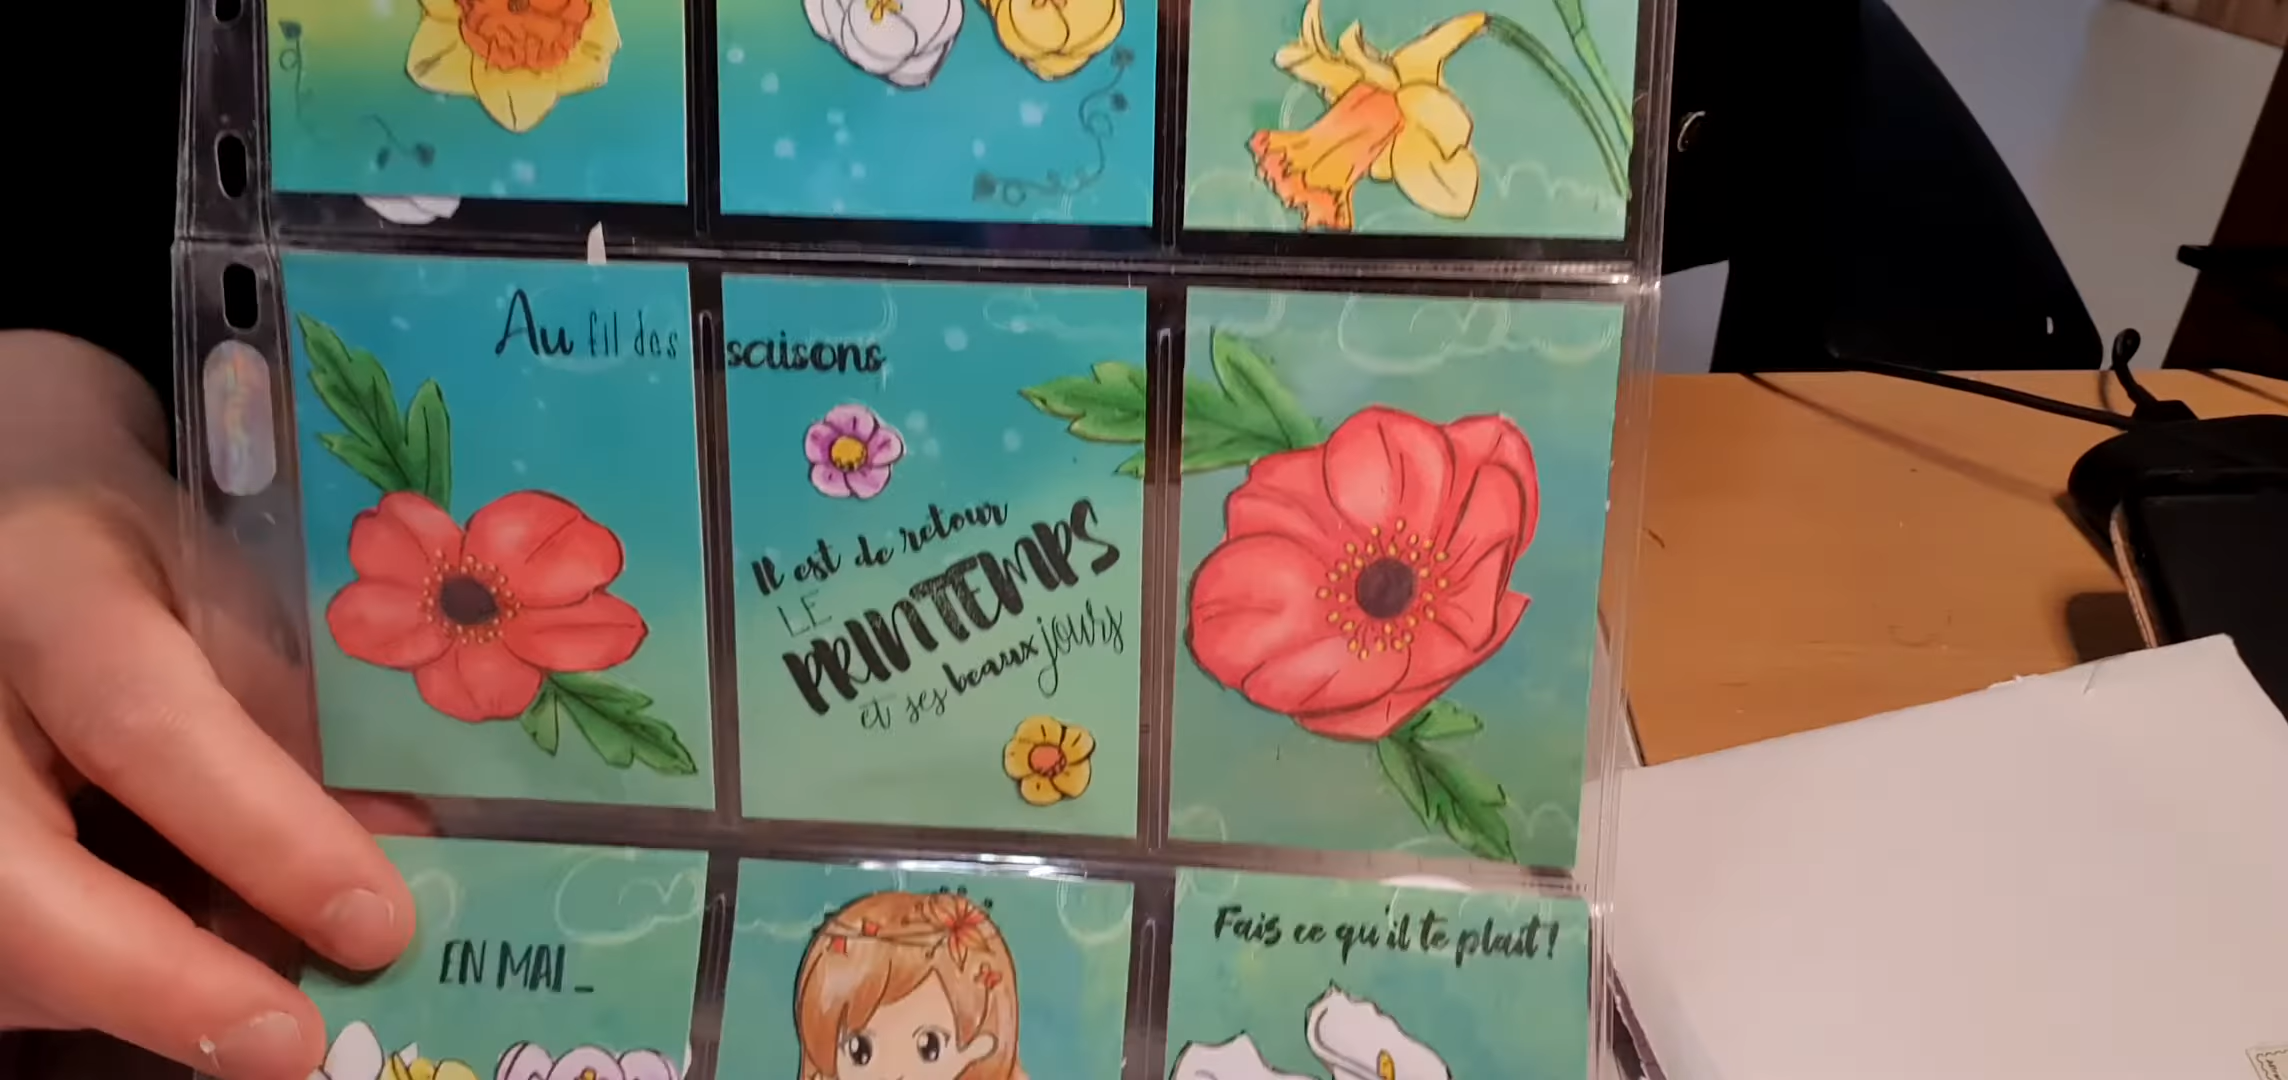 Au fil des saisons
Il est de retour
LE
PRINTEMPS
et ses beaux jours
EN MAI_
Fais ce qu'il te plait !